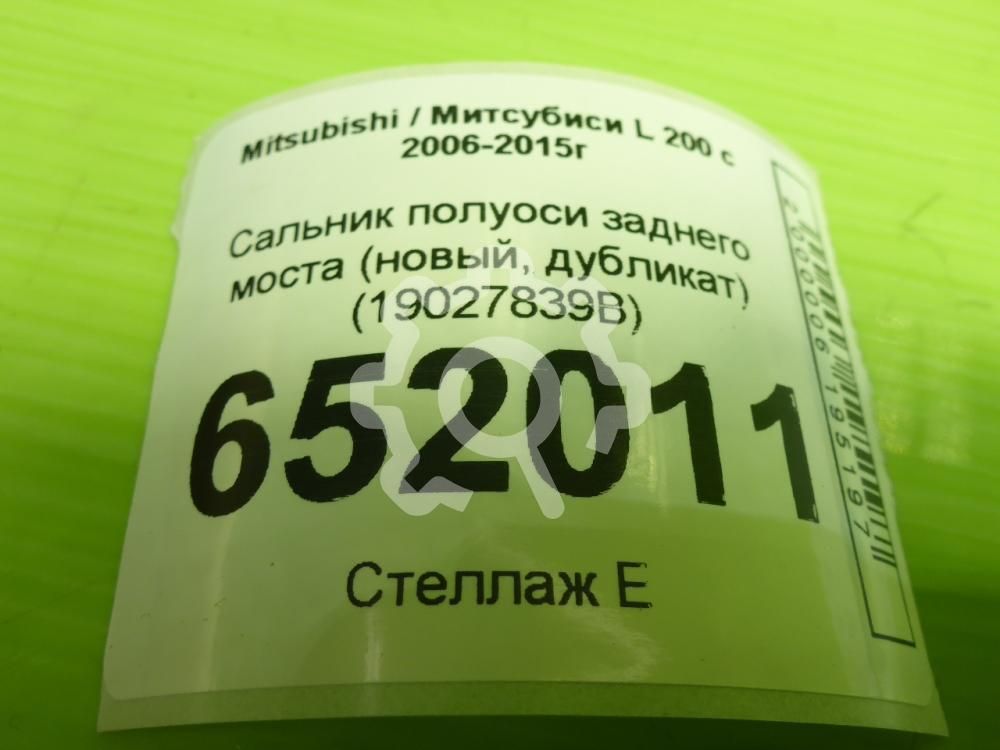 Mitsubishi / Митсубиси L 200 с
2006-2015г
Сальник полуоси заднего
моста (новый, дубликат)
(19027839B)
652011
Стеллаж Е
2000006195197